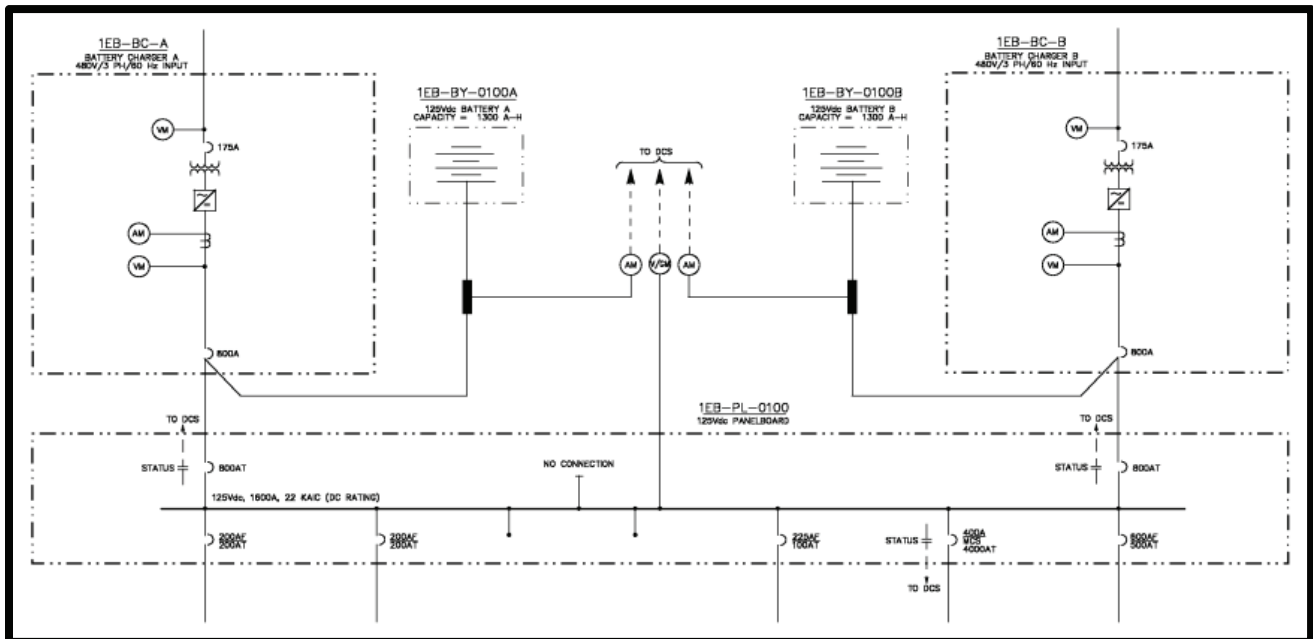 1EB-BC-A
BATTERY CHARGER A
480V/3 PH/60 Hz INPUT
1EB-BC-B
BATTERY CHARGER B
480V/3 PH/60 Hz INPUT
1EB-BY-0100A
125Vdc BATTERY A
CAPACITY = 1300 A-H
1EB-BY-0100B
125Vdc BATTERY B
CAPACITY = 1300 A-H
VM
175A
TO DCS
VM
175A
AM
VM
AM
V/GM
AM
AM
VM
800A
800A
1EB-PL-0100
125Vdc PANELBOARD
TO DCS
TO DCS
STATUS
800AT
NO CONNECTION
STATUS
800AT
125Vdc, 1600A, 22 KAIC (DC RATING)
200AF
200AT
200AF
200AT
225AF
100AT
STATUS
400A
MCS
4000AT
TO DCS
600AF
500AT